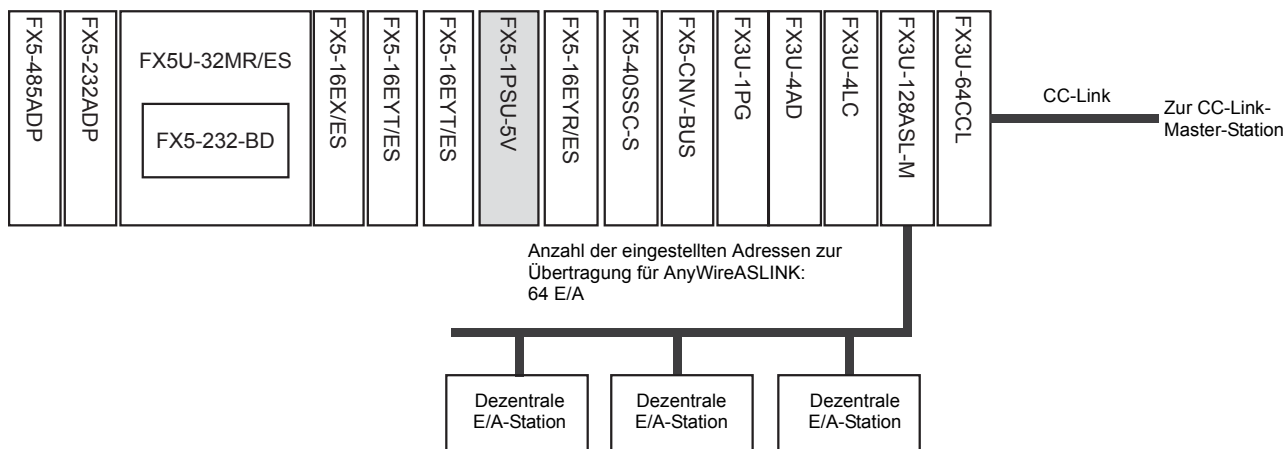 FX5-485ADP
FX5-232ADP
FX5U-32MR/ES
FX5-232-BD
FX5-16EX/ES
FX5-16EYT/ES
FX5-16EYT/ES
FX5-1PSU-5V
FX5-16EYR/ES
FX5-40SSC-S
FX5-CNV-BUS
FX3U-1PG
FX3U-4AD
FX3U-4LC
FX3U-128ASL-M
FX3U-64CCL
CC-Link
Zur CC-Link-
Master-Station
Anzahl der eingestellten Adressen zur
Übertragung für AnyWireASLINK:
64 E/A
Dezentrale
E/A-Station
Dezentrale
E/A-Station
Dezentrale
E/A-Station